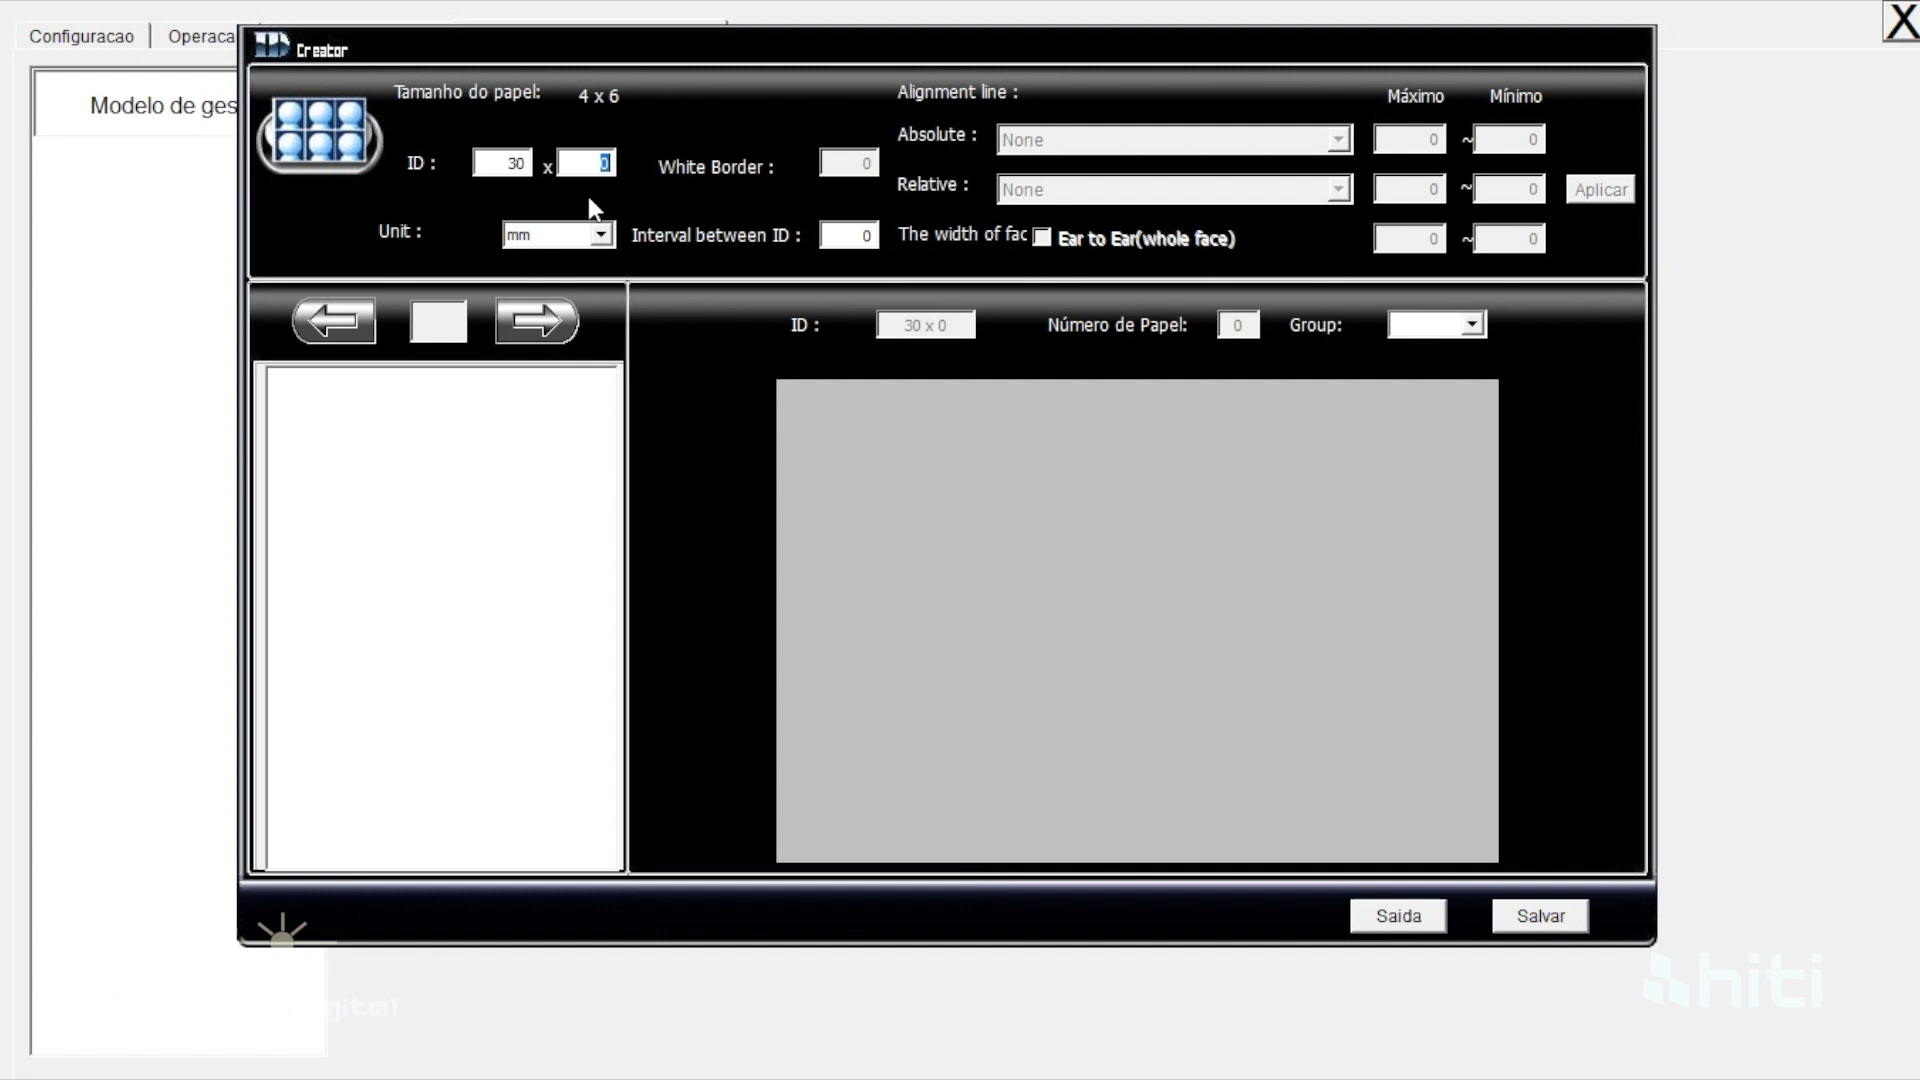 Configuracao
Operaca
X
Modelo de ges
ID Creator
Tamanho do papel: 4 x 6
ID : 30 x 0
White Border : 0
Unit : mm
Interval between ID : 0
Alignment line :
Máximo Mínimo
Absolute : None 0 ~ 0
Relative : None 0 ~ 0 Aplicar
The width of fac Ear to Ear(whole face) 0 ~ 0
ID : 30 x 0 Número de Papel: 0 Group:
Saida Salvar
gital
hiti